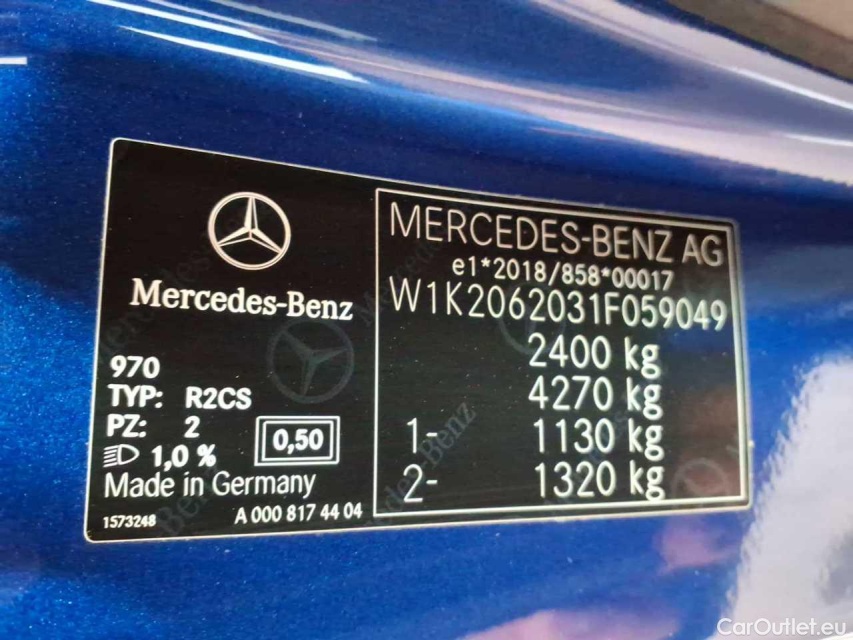 Mercedes-Benz
970
TYP: R2CS
PZ: 2
1,0 %
0,50
Made in Germany
1573248 A 000 817 44 04
MERCEDES-BENZ AG
e1*2018/858*00017
W1K2062031F059049
2400 kg
4270 kg
1- 1130 kg
2- 1320 kg
CarOutlet.eu